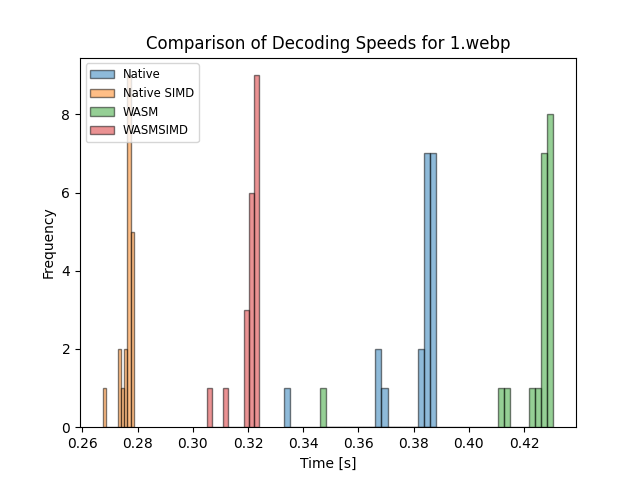 Comparison of Decoding Speeds for 1.webp
Native
Native SIMD
WASM
WASMSIMD
8
6
4
2
0
Frequency
0.26 0.28 0.30 0.32 0.34 0.36 0.38 0.40 0.42
Time [s]